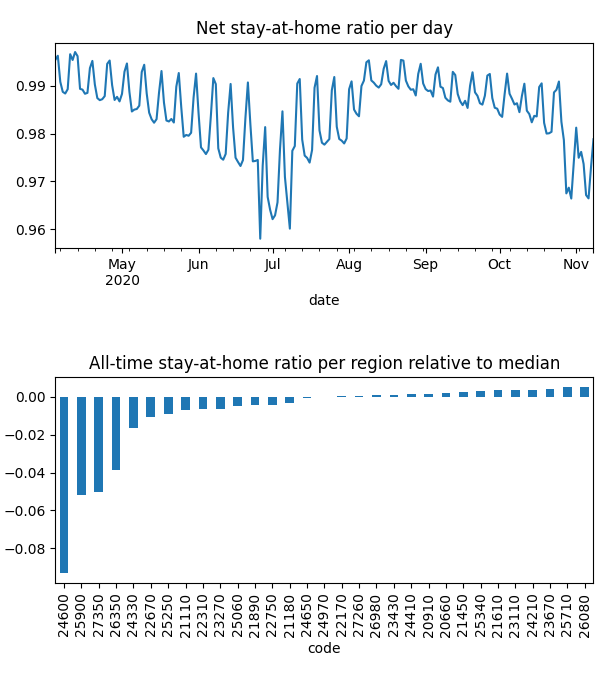 Net stay-at-home ratio per day
0.99
0.98
0.97
0.96
May Jun Jul Aug Sep Oct Nov
2020
date
All-time stay-at-home ratio per region relative to median
0.00
−0.02
−0.04
−0.06
−0.08
24600 25900 27350 26350 24330 22670 25250 21110 22310 23270 25060 21890 22750 21180 24650 24970 22170 27260 26980 23430 24410 20910 20660 21450 25340 21610 23110 24210 23670 25710 26080
code